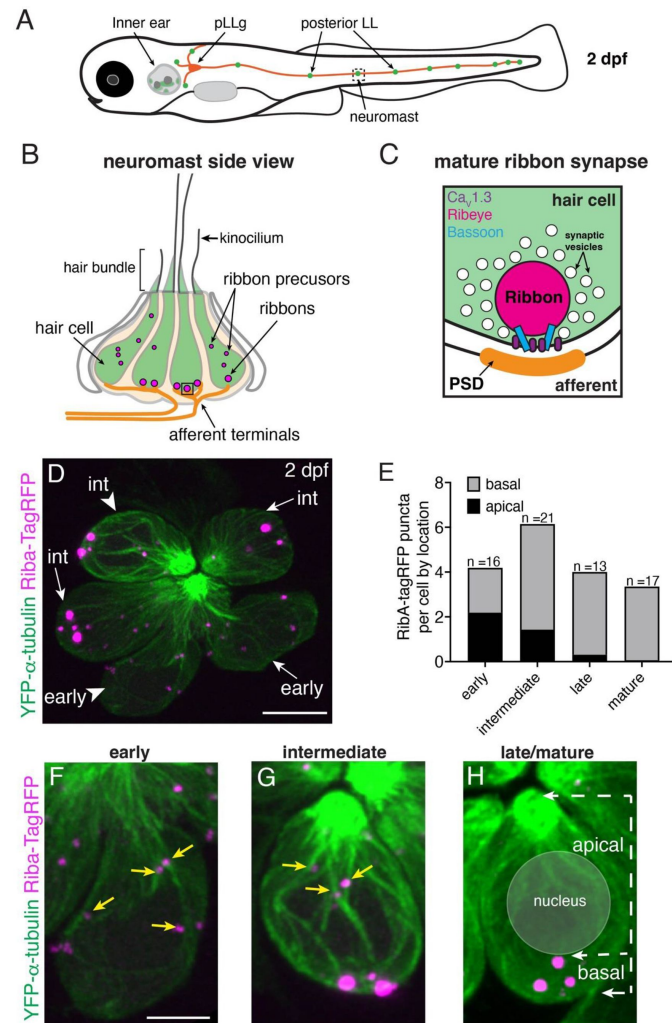 A
Inner ear
pLLg
posterior LL
2 dpf
neuromast
B
neuromast side view
kinocilium
hair bundle
ribbon precusors
hair cell
ribbons
afferent terminals
C
mature ribbon synapse
CaV1.3
Ribeye
Bassoon
hair cell
synaptic
vesicles
Ribbon
PSD
afferent
D
2 dpf
int
int
int
early
early
YFP-α-tubulin Riba-TagRFP
E
basal
apical
RibA-tagRFP puncta
per cell by location
8
6
4
2
0
n =16
n =21
n =13
n =17
early
intermediate
late
mature
early
intermediate
late/mature
F
G
H
YFP-α-tubulin Riba-TagRFP
apical
nucleus
basal